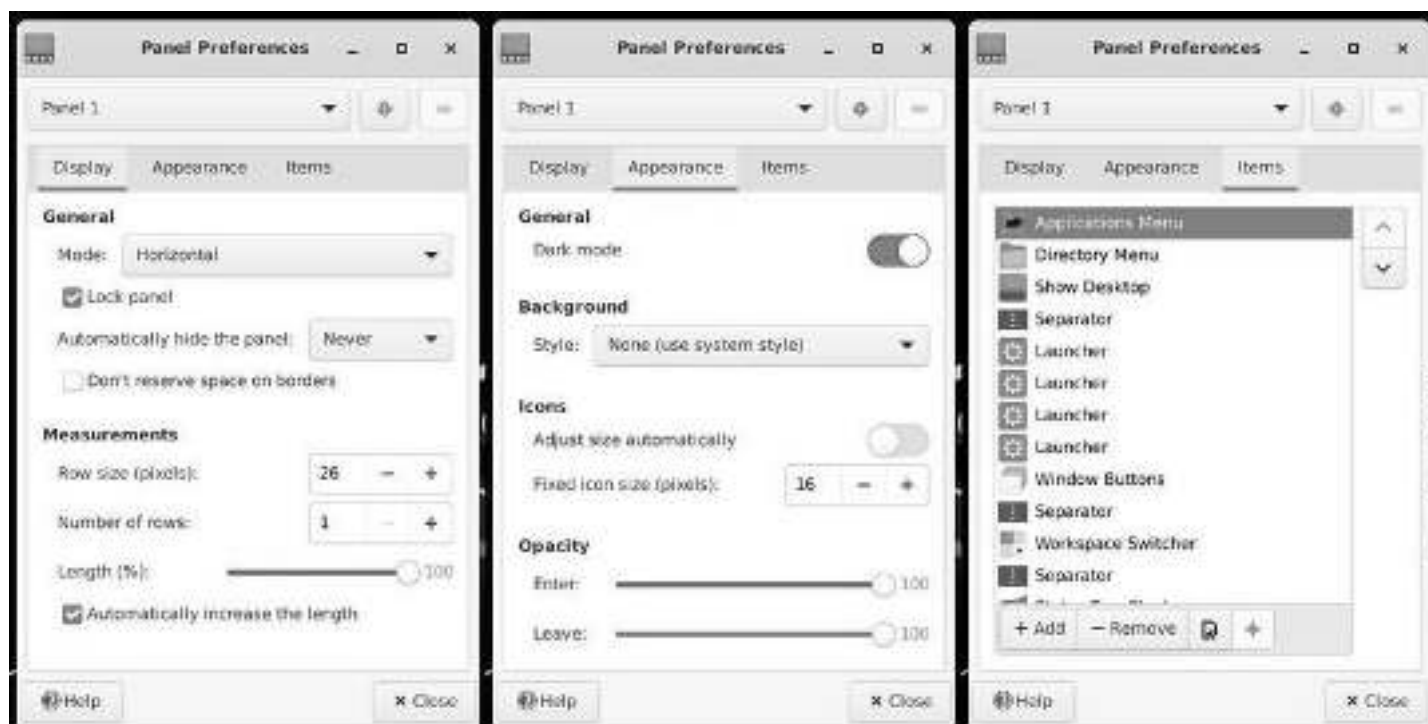 Panel Preferences
Panel 1
Display Appearance Items
General
Mode: Horizontal
Lock panel
Automatically hide the panel: Never
Don't reserve space on borders
Measurements
Row size (pixels): 26 − +
Number of rows: 1 − +
Length (%): 100
Automatically increase the length
Help × Close
Panel Preferences
Panel 1
Display Appearance Items
General
Dark mode
Background
Style: None (use system style)
Icons
Adjust size automatically
Fixed icon size (pixels): 16 − +
Opacity
Enter: 100
Leave: 100
Help × Close
Panel Preferences
Panel 1
Display Appearance Items
Applications Menu
Directory Menu
Show Desktop
Separator
Launcher
Launcher
Launcher
Launcher
Window Buttons
Separator
Workspace Switcher
Separator
+ Add − Remove
Help × Close